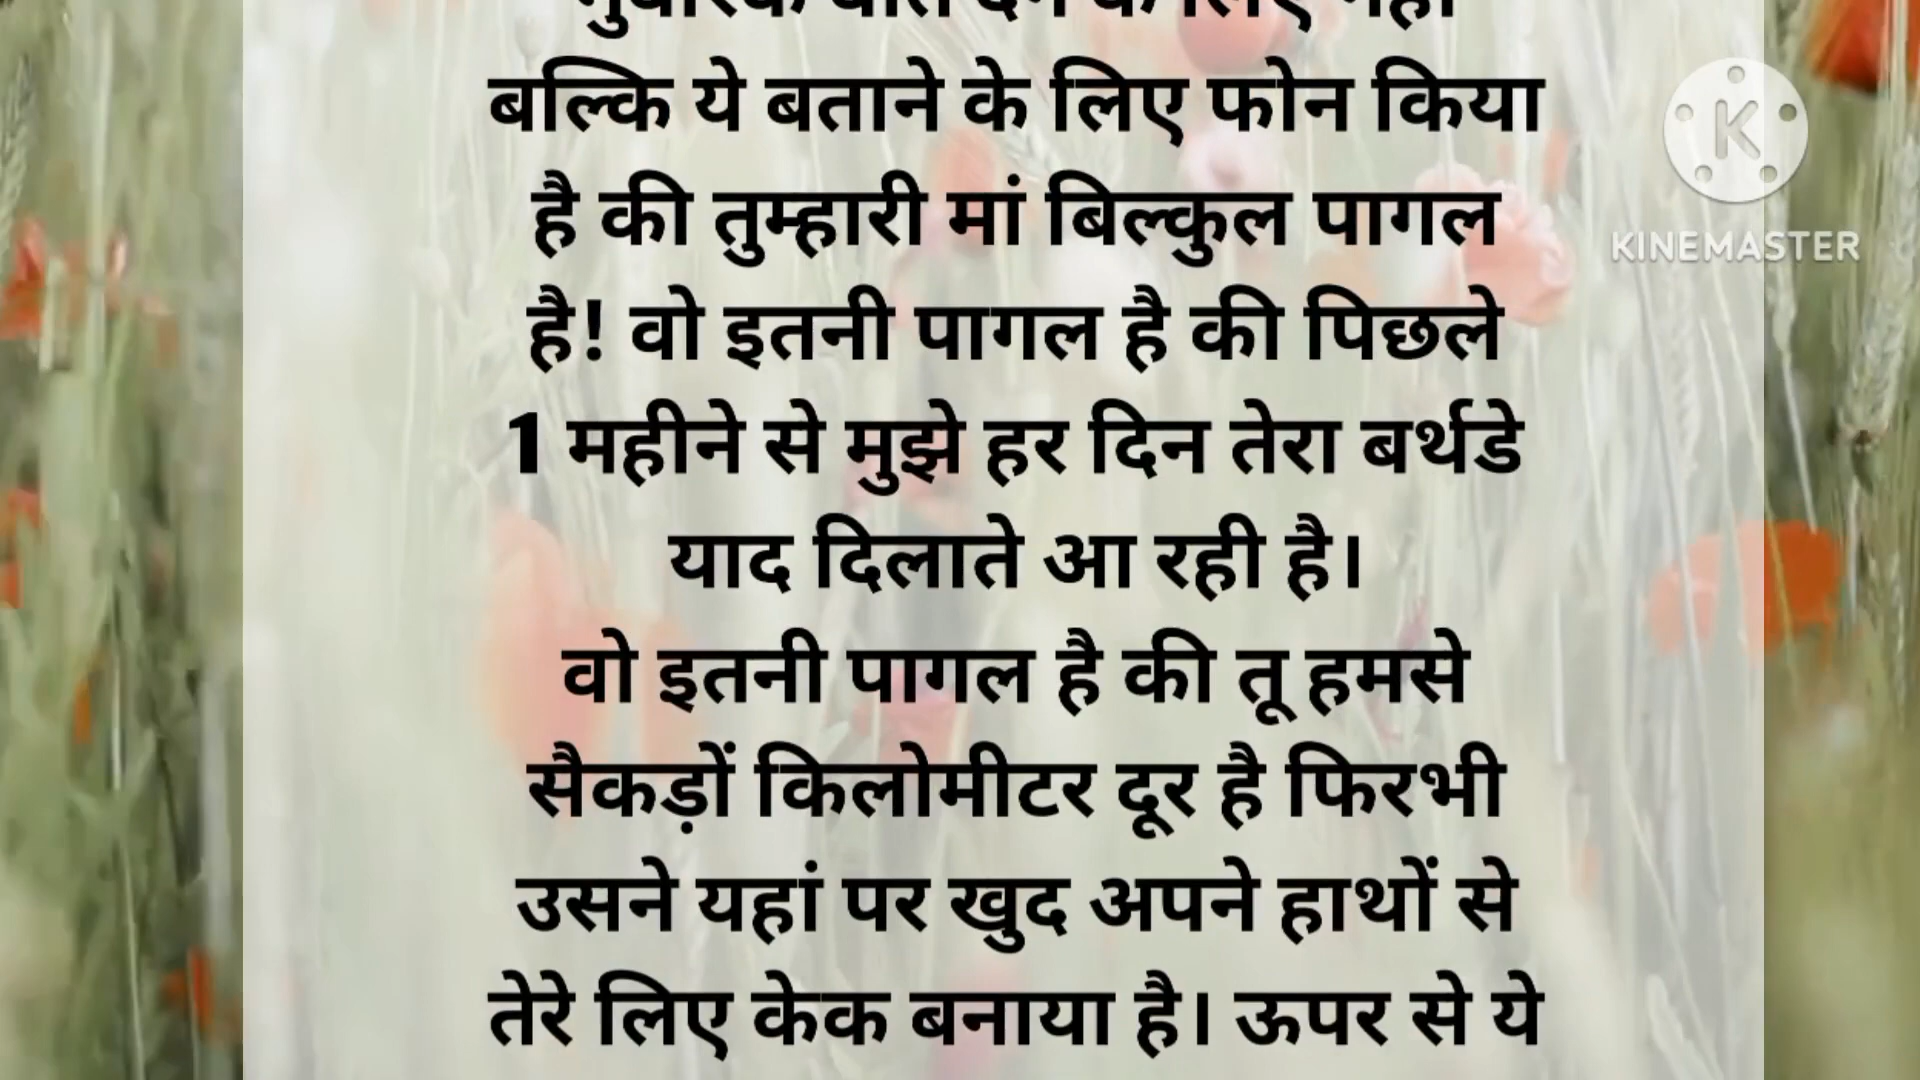 के लिए नहीं
बल्कि ये बताने के लिए फोन किया
है की तुम्हारी मां बिल्कुल पागल
है! वो इतनी पागल है की पिछले
1 महीने से मुझे हर दिन तेरा बर्थडे
याद दिलाते आ रही है।
वो इतनी पागल है की तू हमसे
सैकड़ों किलोमीटर दूर है फिरभी
उसने यहां पर खुद अपने हाथों से
तेरे लिए केक बनाया है। ऊपर से ये
K
KINEMASTER